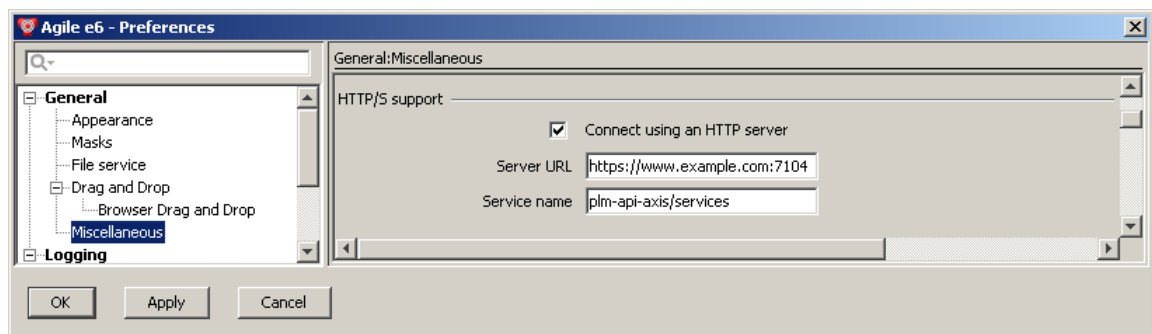 Agile e6 - Preferences
General:Miscellaneous
General
Appearance
Masks
File service
Drag and Drop
Browser Drag and Drop
Miscellaneous
Logging
HTTP/S support
Connect using an HTTP server
Server URL https://www.example.com:7104
Service name plm-api-axis/services
OK Apply Cancel